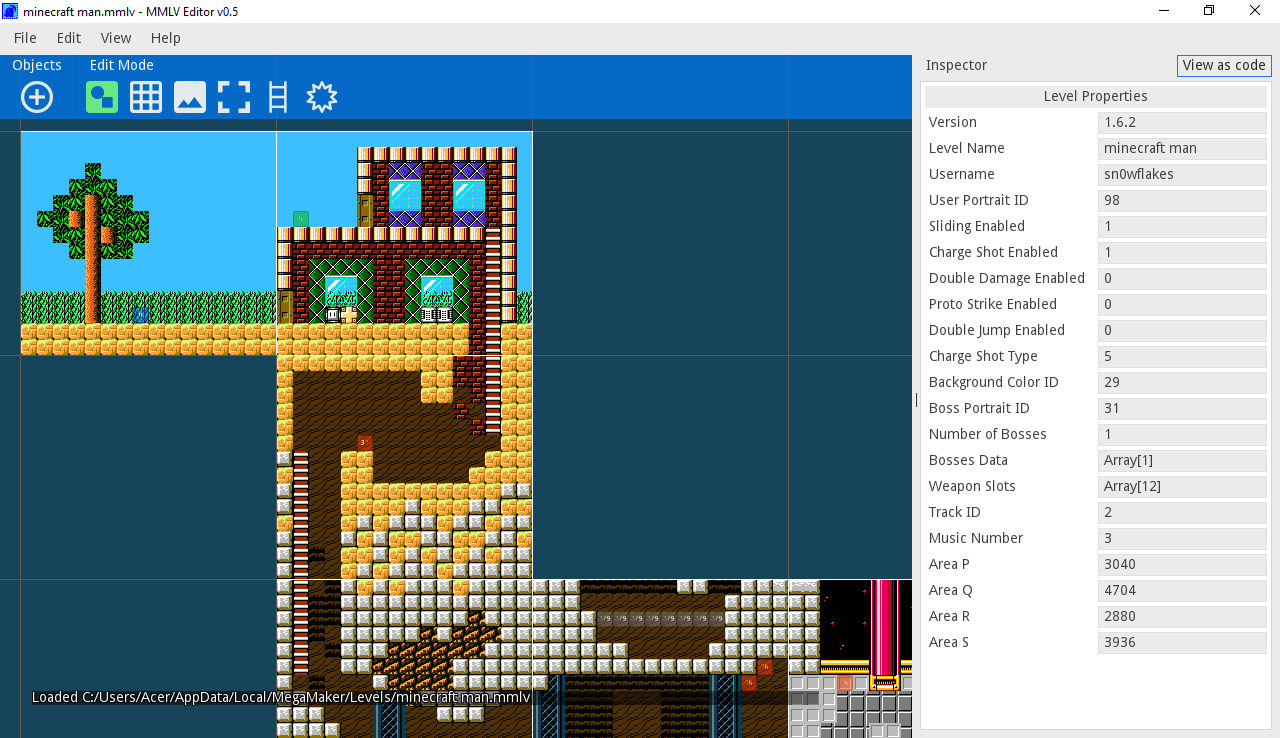 minecraft man.mmlv - MMLV Editor v0.5
File Edit View Help
Objects Edit Mode
Inspector View as code
Level Properties
Version 1.6.2
Level Name minecraft man
Username sn0wflakes
User Portrait ID 98
Sliding Enabled 1
Charge Shot Enabled 1
Double Damage Enabled 0
Proto Strike Enabled 0
Double Jump Enabled 0
Charge Shot Type 5
Background Color ID 29
Boss Portrait ID 31
Number of Bosses 1
Bosses Data Array[1]
Weapon Slots Array[12]
Track ID 2
Music Number 3
Area P 3040
Area Q 4704
Area R 2880
Area S 3936
Loaded C:/Users/Acer/AppData/Local/MegaMaker/Levels/minecraft man.mmlv